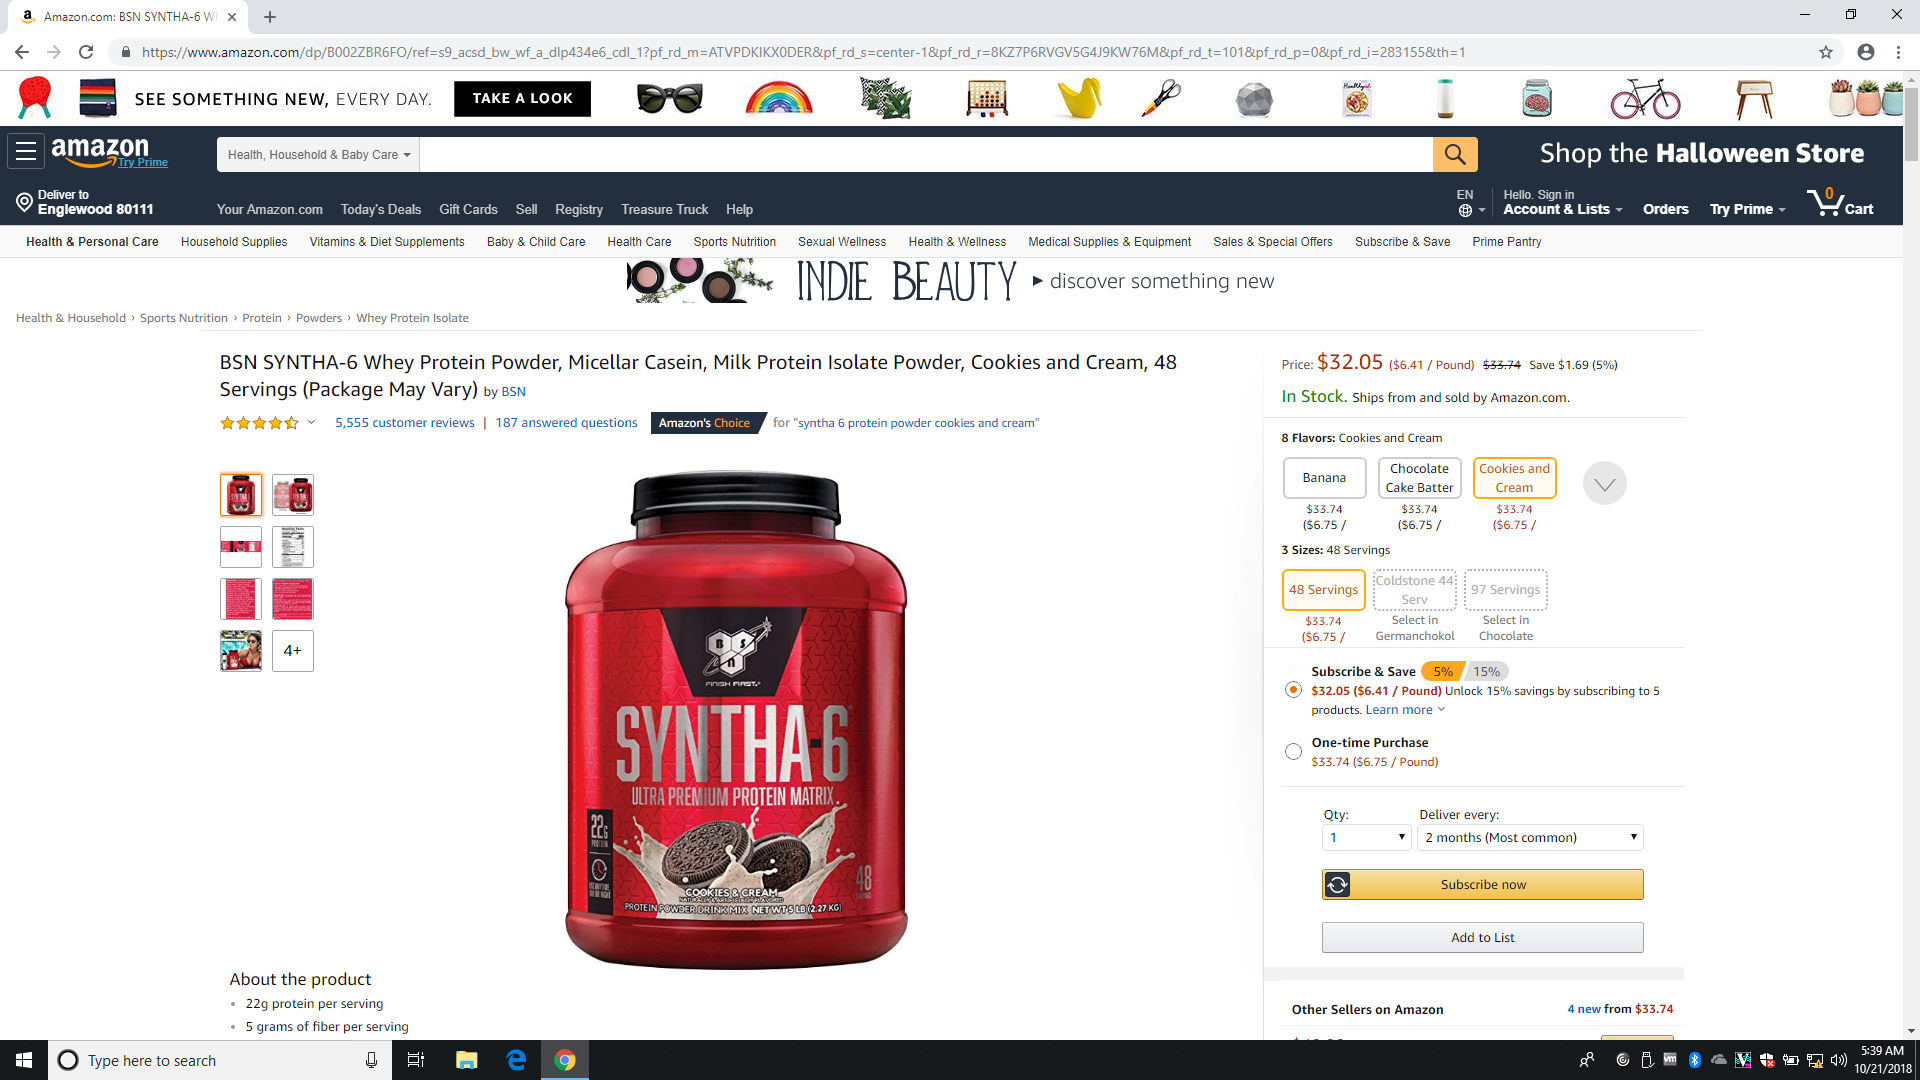 Amazon.com: BSN SYNTHA-6 W
https://www.amazon.com/dp/B002ZBR6FO/ref=s9_acsd_bw_wf_a_dlp434e6_cdl_1?pf_rd_m=ATVPDKIKX0DER&pf_rd_s=center-1&pf_rd_r=8KZ7P6RVGV5G4J9KW76M&pf_rd_t=101&pf_rd_p=0&pf_rd_i=283155&th=1
SEE SOMETHING NEW, EVERY DAY. TAKE A LOOK
amazon
Try Prime
Health, Household & Baby Care
Shop the Halloween Store
Deliver to
Englewood 80111
Your Amazon.com Today's Deals Gift Cards Sell Registry Treasure Truck Help
EN
Hello. Sign in
Account & Lists
Orders
Try Prime
0
Cart
Health & Personal Care Household Supplies Vitamins & Diet Supplements Baby & Child Care Health Care Sports Nutrition Sexual Wellness Health & Wellness Medical Supplies & Equipment Sales & Special Offers Subscribe & Save Prime Pantry
INDIE BEAUTY discover something new
Health & Household › Sports Nutrition › Protein › Powders › Whey Protein Isolate
BSN SYNTHA-6 Whey Protein Powder, Micellar Casein, Milk Protein Isolate Powder, Cookies and Cream, 48
Servings (Package May Vary) by BSN
5,555 customer reviews | 187 answered questions Amazon's Choice for "syntha 6 protein powder cookies and cream"
4+
BSN
FINISH FIRST.
SYNTHA-6
ULTRA PREMIUM PROTEIN MATRIX
22G
PROTEIN
48
COOKIES & CREAM
PROTEIN POWDER DRINK MIX NET WT 5 LB (2.27 KG)
About the product
22g protein per serving
5 grams of fiber per serving
Price: $32.05 ($6.41 / Pound) $33.74 Save $1.69 (5%)
In Stock. Ships from and sold by Amazon.com.
8 Flavors: Cookies and Cream
Banana
$33.74
($6.75 /
Chocolate
Cake Batter
$33.74
($6.75 /
Cookies and
Cream
$33.74
($6.75 /
3 Sizes: 48 Servings
48 Servings
$33.74
($6.75 /
Coldstone 44
Serv
Select in
Germanchokol
97 Servings
Select in
Chocolate
Subscribe & Save 5% 15%
$32.05 ($6.41 / Pound) Unlock 15% savings by subscribing to 5
products. Learn more
One-time Purchase
$33.74 ($6.75 / Pound)
Qty: Deliver every:
1 2 months (Most common)
Subscribe now
Add to List
Other Sellers on Amazon 4 new from $33.74
Type here to search
5:39 AM
10/21/2018